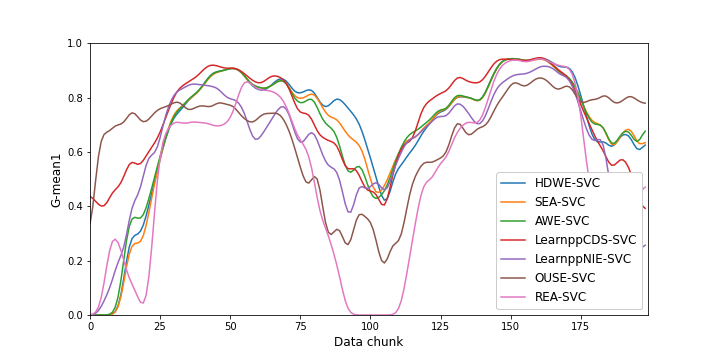 1.0
0.8
0.6
0.4
0.2
0.0
G-mean1
0 25 50 75 100 125 150 175
Data chunk
HDWE-SVC
SEA-SVC
AWE-SVC
LearnppCDS-SVC
LearnppNIE-SVC
OUSE-SVC
REA-SVC